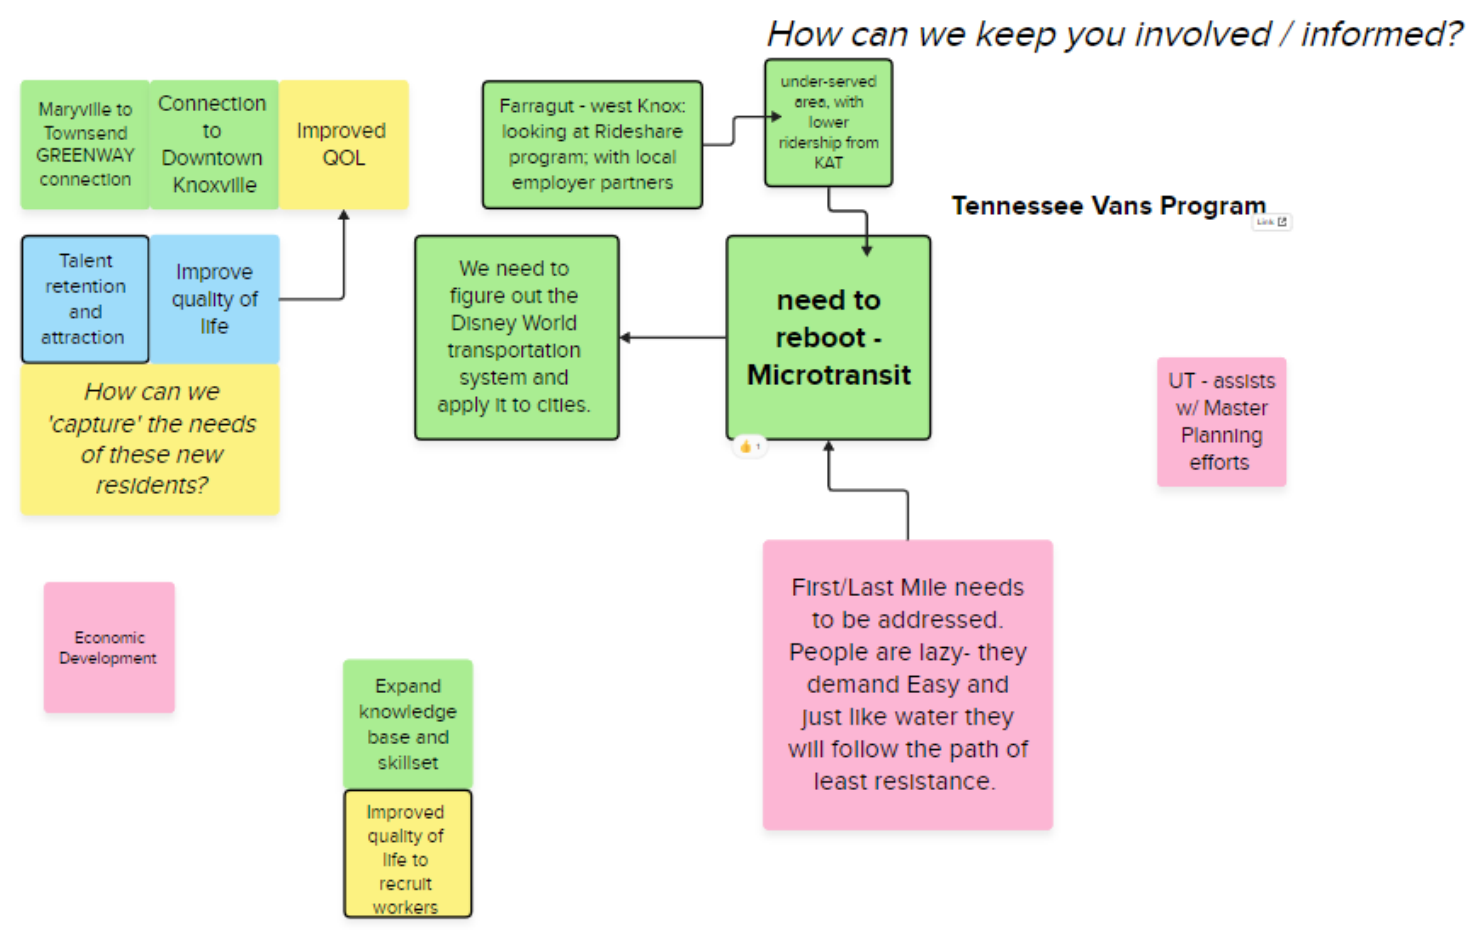 How can we keep you involved / informed?
Maryville to
Townsend
GREENWAY
connection
Connection
to
Downtown
Knoxville
Improved
QOL
Farragut - west Knox:
looking at Rideshare
program; with local
employer partners
under-served
area, with
lower
ridership from
KAT
Tennessee Vans Program
Link
Talent
retention
and
attraction
Improve
quality of
life
We need to
figure out the
Disney World
transportation
system and
apply it to cities.
need to
reboot -
Microtransit
👍 1
How can we
'capture' the needs
of these new
residents?
UT - assists
w/ Master
Planning
efforts
Economic
Development
First/Last Mile needs
to be addressed.
People are lazy- they
demand Easy and
just like water they
will follow the path of
least resistance.
Expand
knowledge
base and
skillset
Improved
quality of
life to
recruit
workers